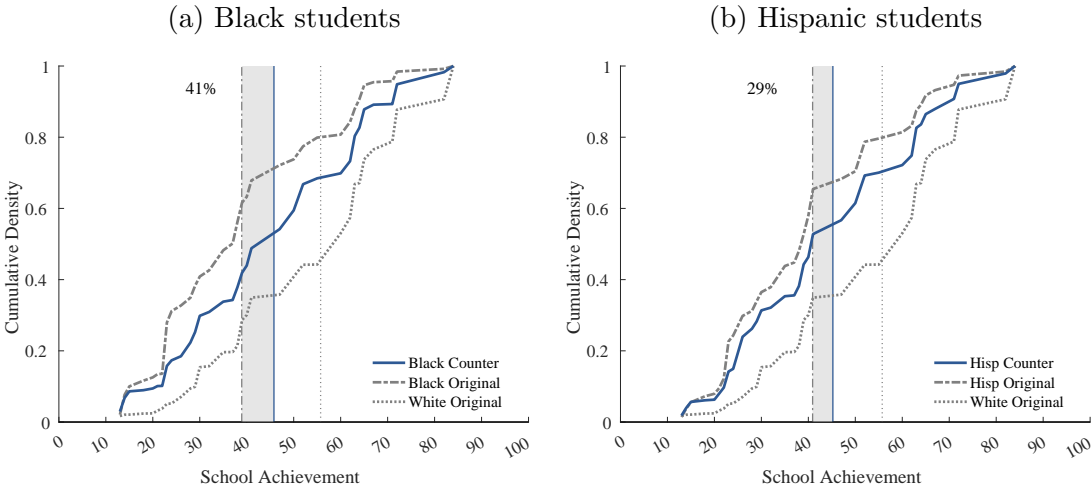 (a) Black students
1
0.8
0.6
0.4
0.2
0
Cumulative Density
41%
Black Counter
Black Original
White Original
0 10 20 30 40 50 60 70 80 90 100
School Achievement
(b) Hispanic students
1
0.8
0.6
0.4
0.2
0
Cumulative Density
29%
Hisp Counter
Hisp Original
White Original
0 10 20 30 40 50 60 70 80 90 100
School Achievement